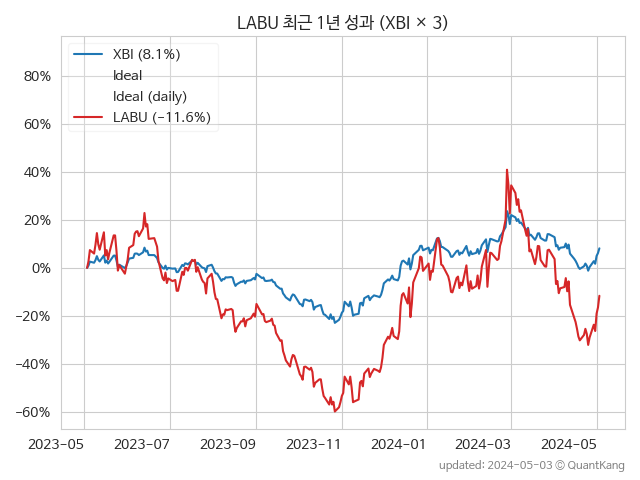 LABU 최근 1년 성과 (XBI × 3)
XBI (8.1%)
Ideal
Ideal (daily)
LABU (−11.6%)
80%
60%
40%
20%
0%
−20%
−40%
−60%
2023−05 2023−07 2023−09 2023−11 2024−01 2024−03 2024−05
updated: 2024−05−03 ⓒ QuantKang